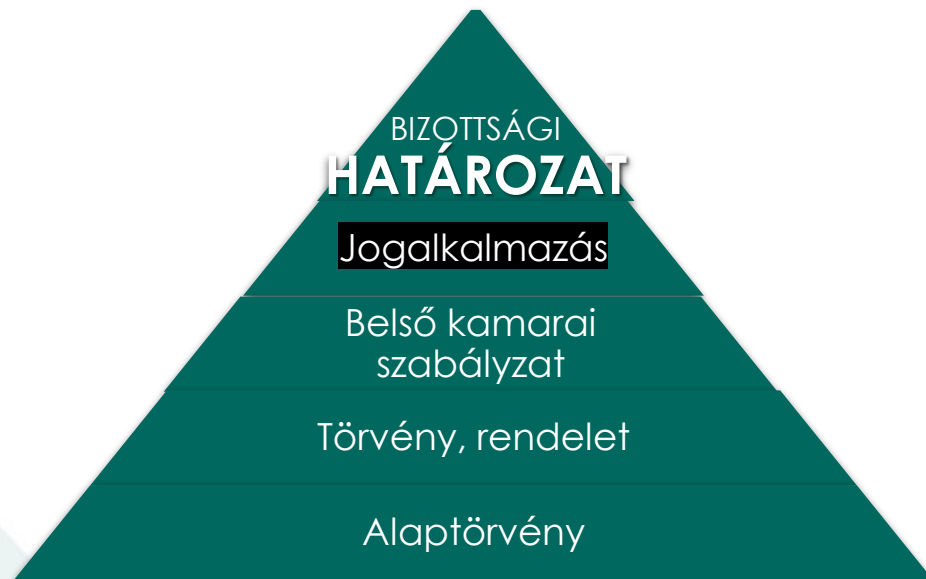 BIZOTTSÁGI
HATÁROZAT
Jogalkalmazás
Belső kamarai
szabályzat
Törvény, rendelet
Alaptörvény